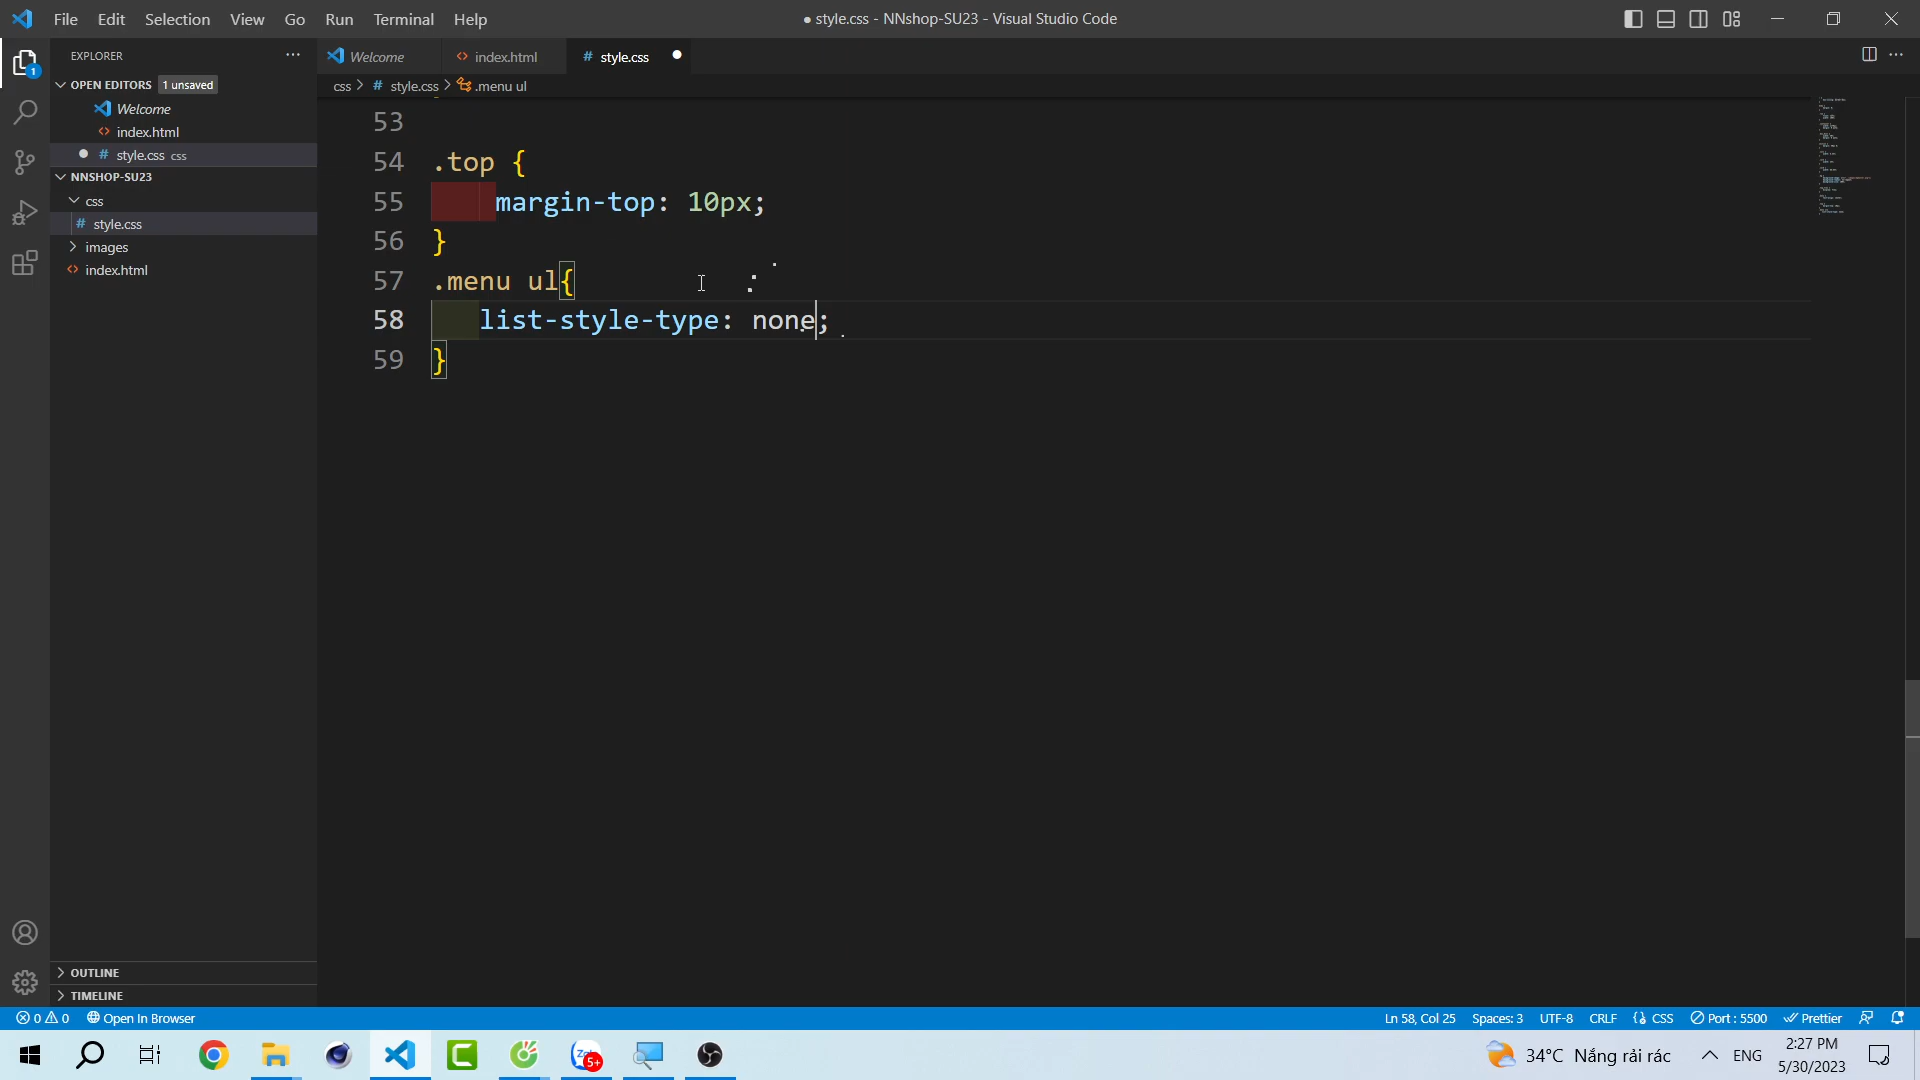 File Edit Selection View Go Run Terminal Help
● style.css - NNshop-SU23 - Visual Studio Code
EXPLORER
Welcome
index.html
# style.css
OPEN EDITORS 1 unsaved
css > # style.css > .menu ul
Welcome
index.html
# style.css css
NNSHOP-SU23
css
# style.css
images
index.html
53
54 .top {
55 margin-top: 10px;
56 }
57 .menu ul{
58 list-style-type: none;
59 }
OUTLINE
TIMELINE
0 0 Open In Browser
Ln 58, Col 25 Spaces: 3 UTF-8 CRLF {} CSS Port : 5500 Prettier
5+
34°C Nắng rải rác
ENG
2:27 PM
5/30/2023